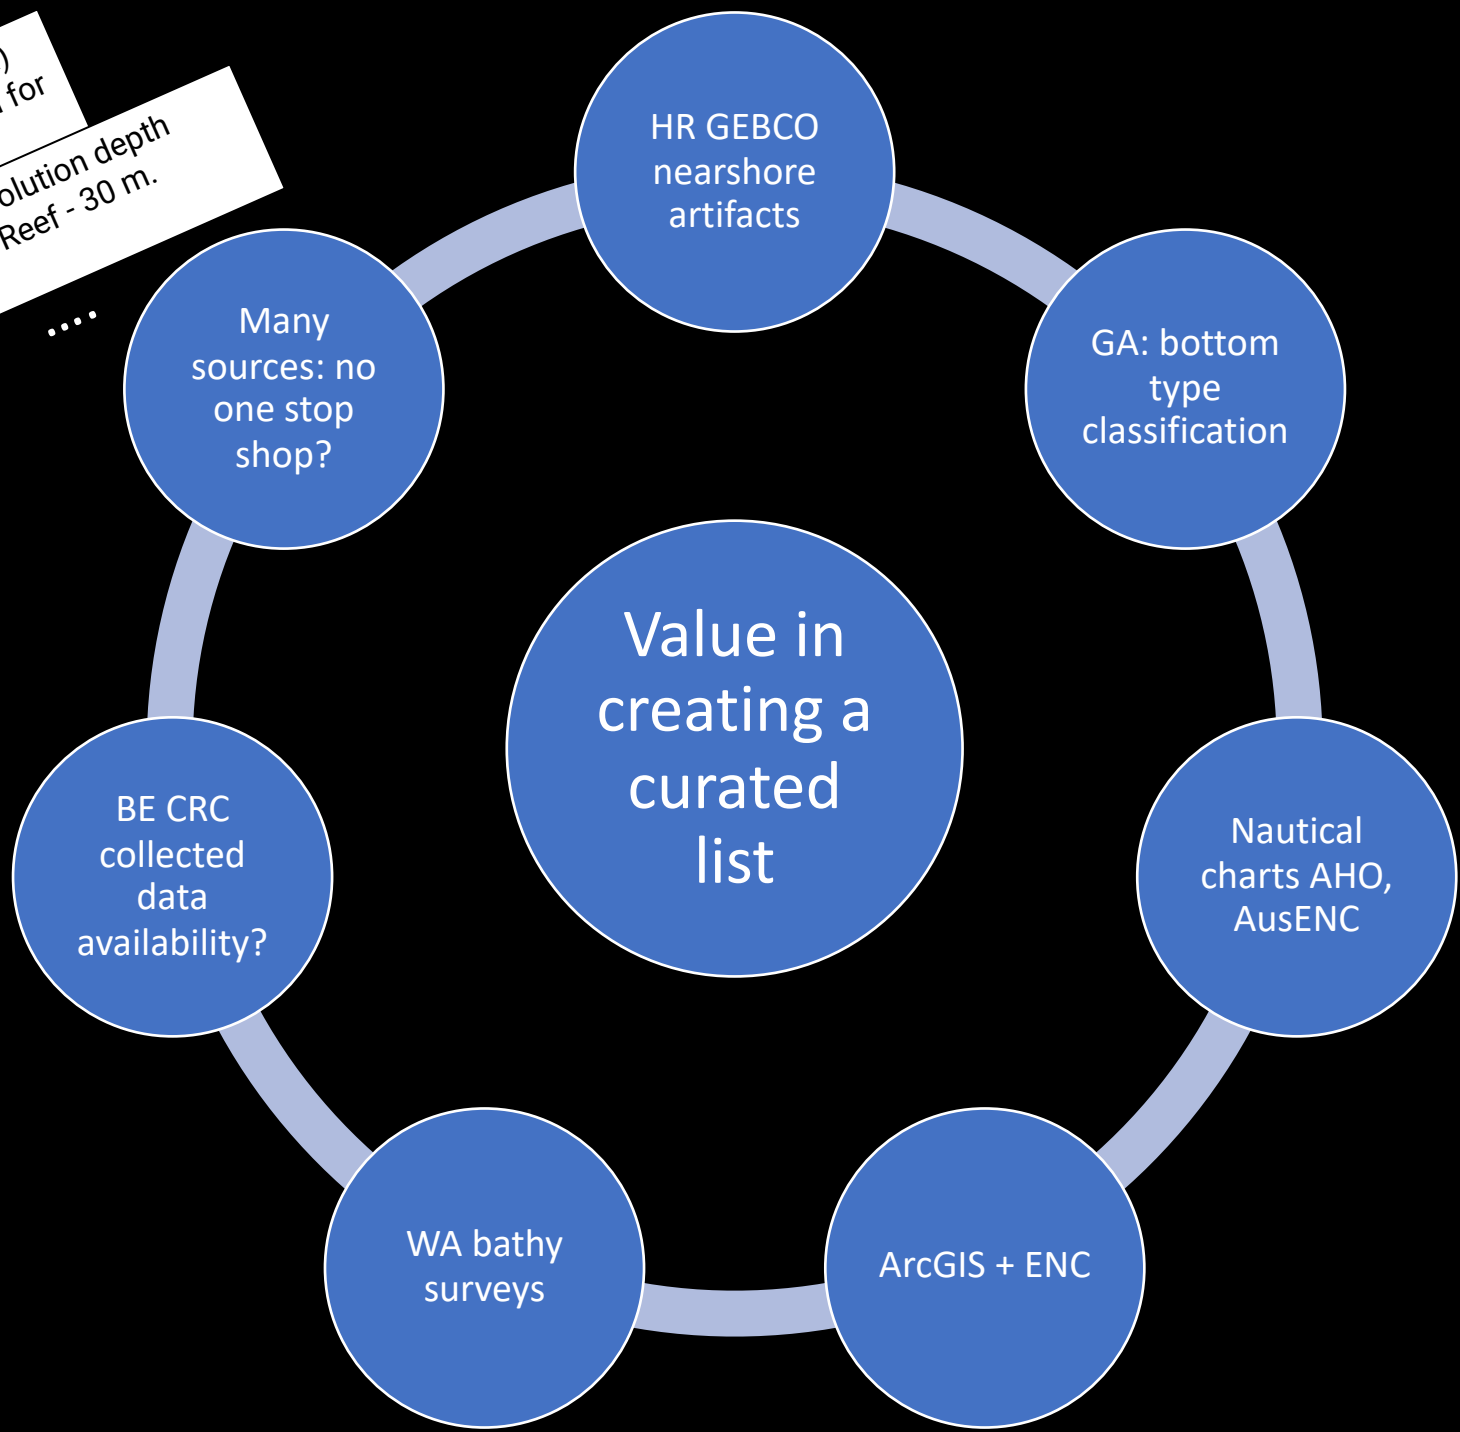 )
for
olution depth
Reef - 30 m.
....
HR GEBCO
nearshore
artifacts
GA: bottom
type
classification
Nautical
charts AHO,
AusENC
ArcGIS + ENC
WA bathy
surveys
BE CRC
collected
data
availability?
Many
sources: no
one stop
shop?
Value in
creating a
curated
list